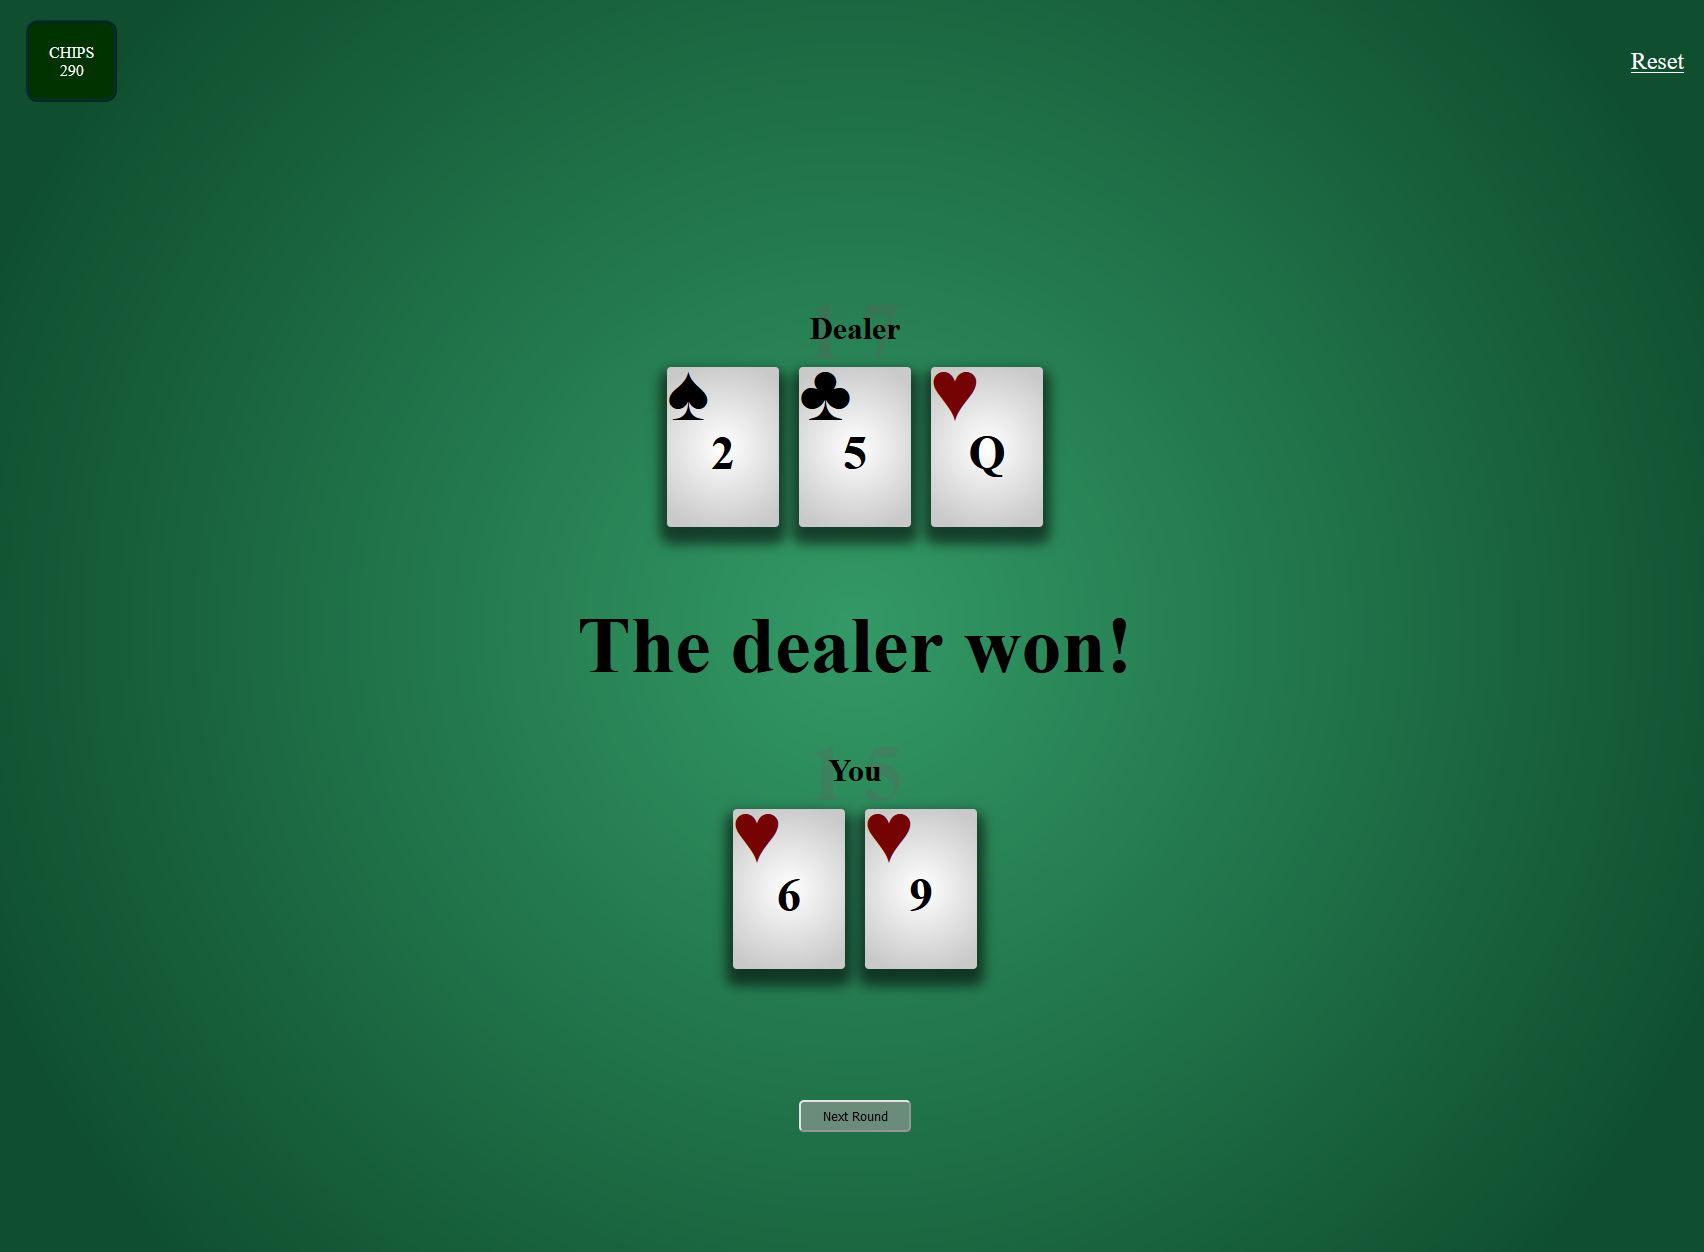 CHIPS
290
Reset
17
Dealer
2
5
Q
The dealer won!
15
You
6
9
Next Round